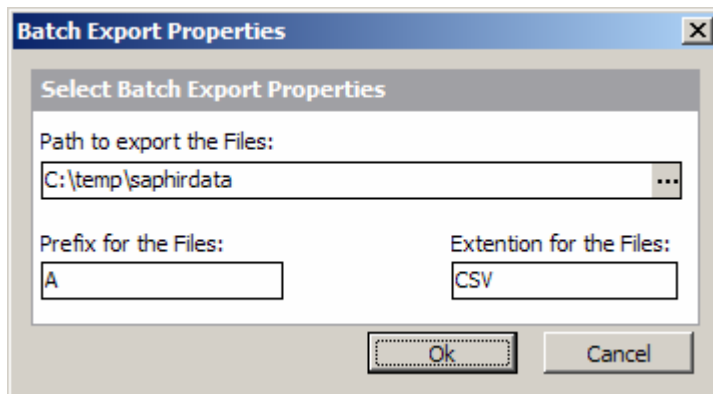 Batch Export Properties
Select Batch Export Properties
Path to export the Files:
C:\temp\saphirdata ...
Prefix for the Files: Extention for the Files:
A CSV
Ok Cancel